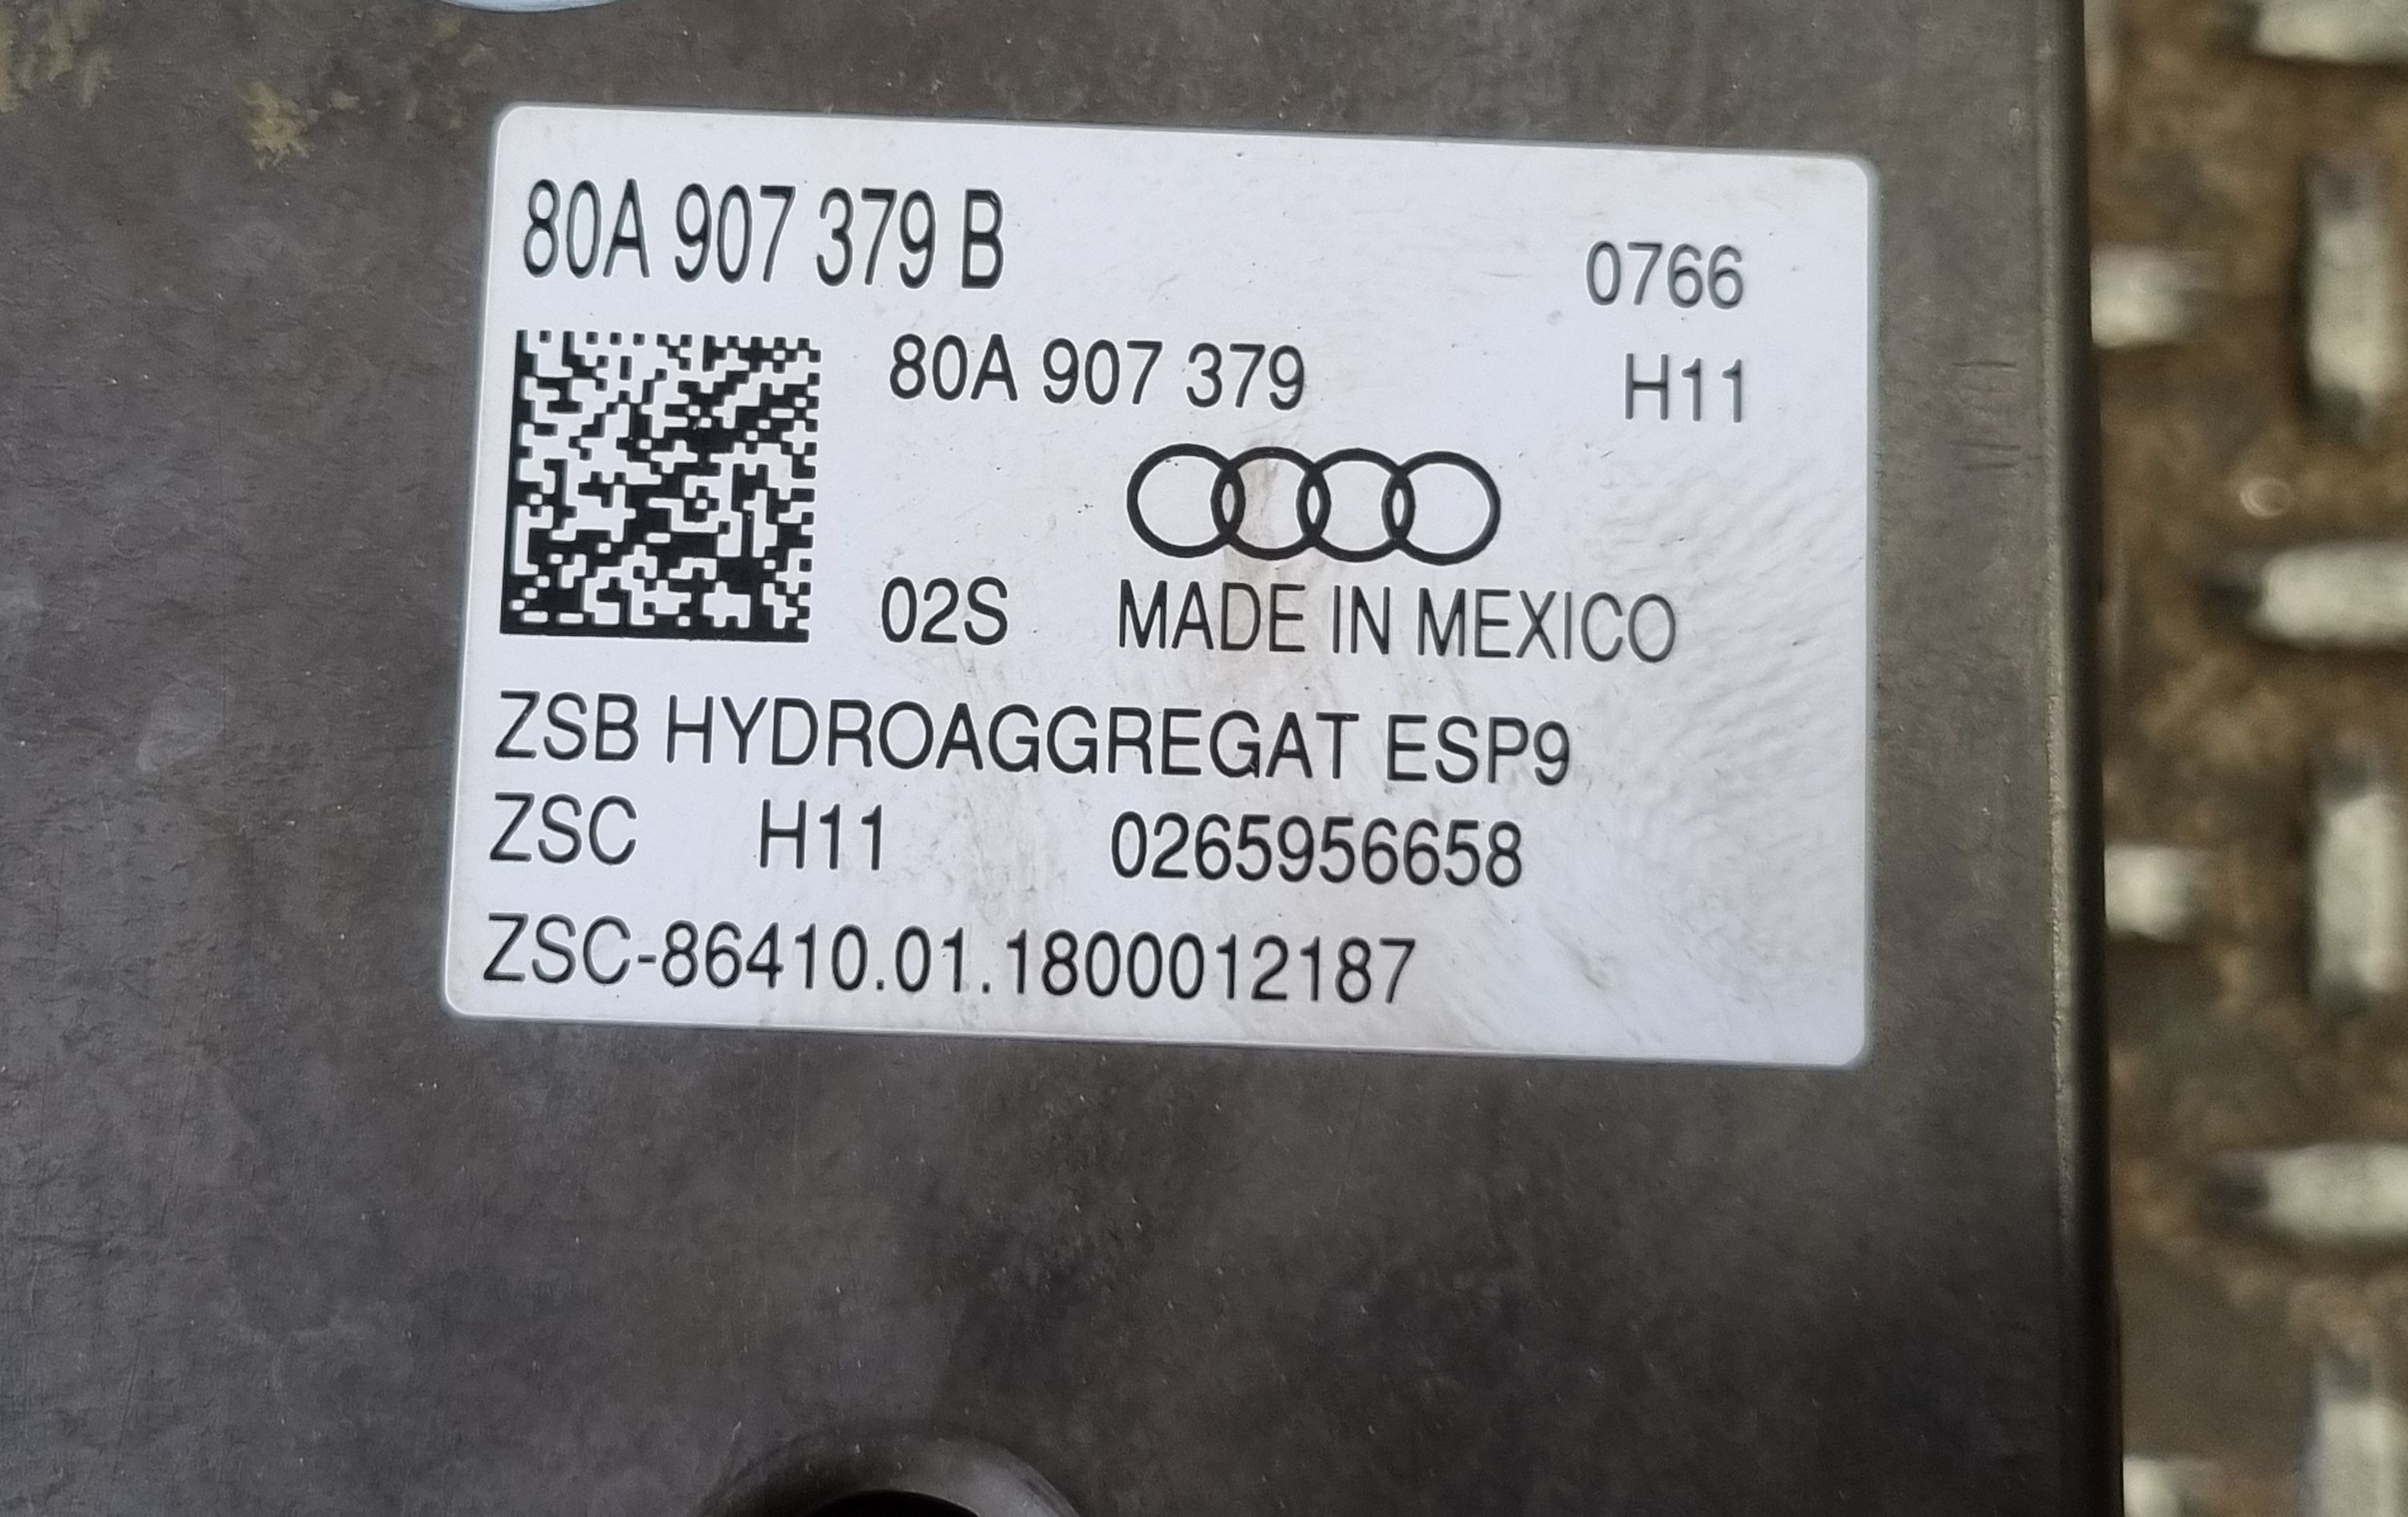 80A 907 379 B
0766
80A 907 379
H11
02S MADE IN MEXICO
ZSB HYDROAGGREGAT ESP9
ZSC H11 0265956658
ZSC-86410.01.1800012187